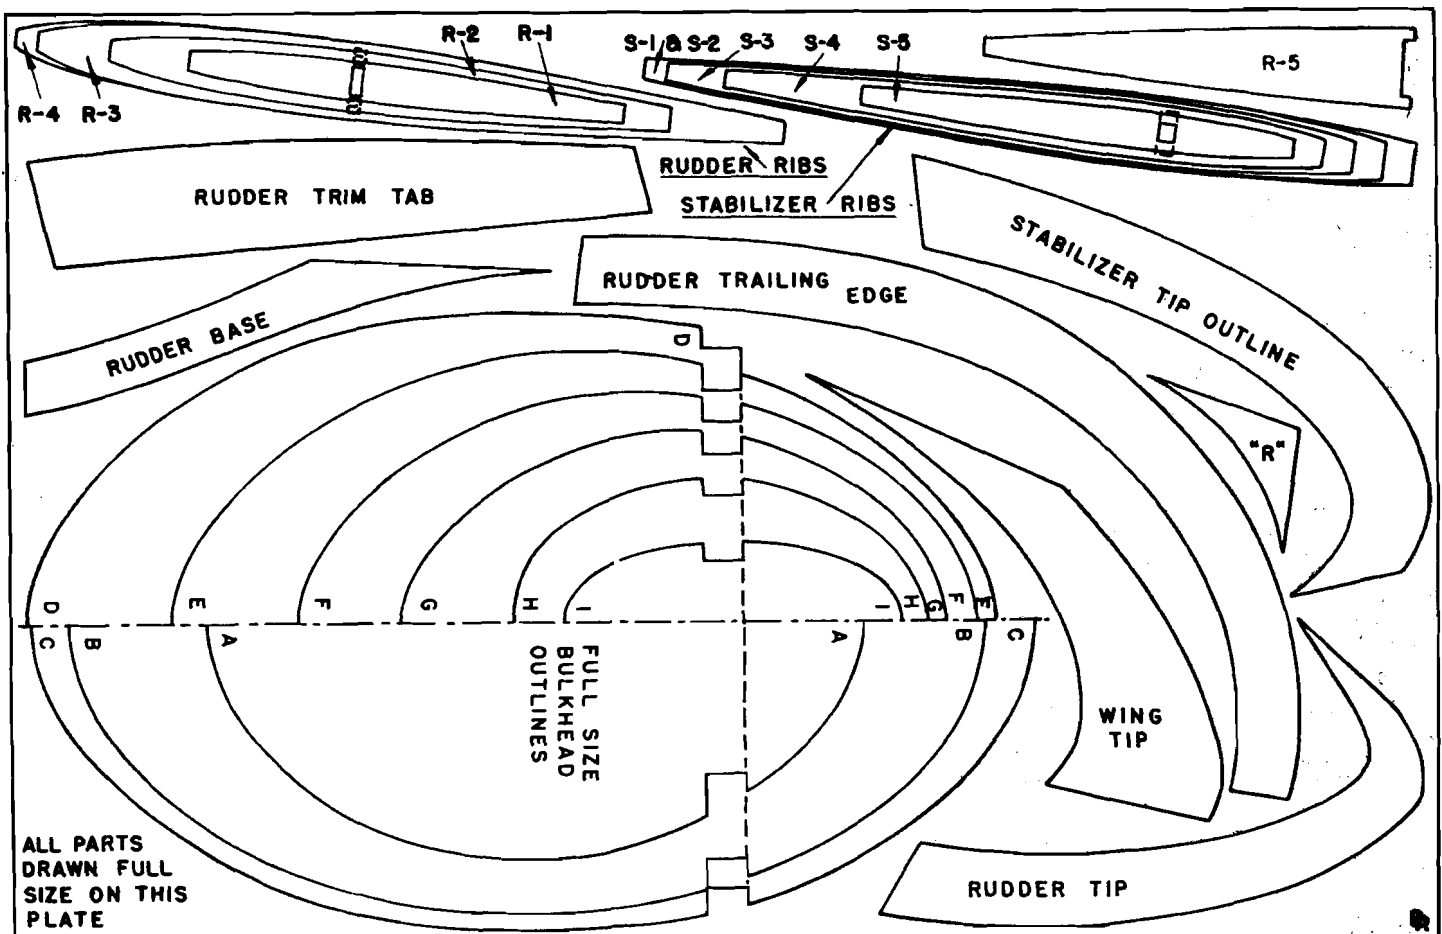 R-2
R-1
S-1 & S-2
S-3
S-4
S-5
R-5
R-4
R-3
RUDDER RIBS
STABILIZER RIBS
RUDDER TRIM TAB
STABILIZER TIP OUTLINE
RUDDER TRAILING EDGE
RUDDER BASE
D
"R"
D
E
F
G
H
I
I
H
G
F
E
C
B
A
A
B
C
FULL SIZE
BULKHEAD
OUTLINES
WING
TIP
ALL PARTS
DRAWN FULL
SIZE ON THIS
PLATE
RUDDER TIP